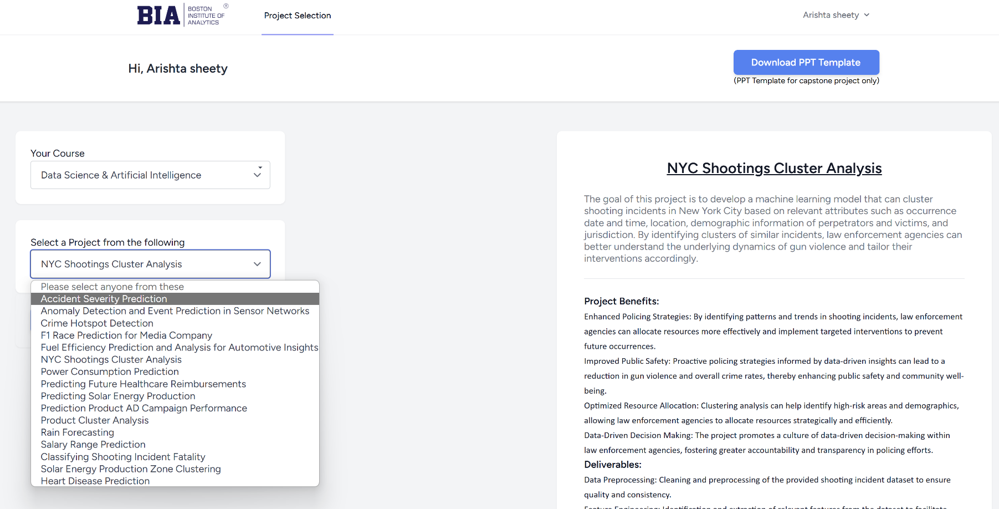 BIA
BOSTON
INSTITUTE OF
ANALYTICS
®
Project Selection
Arishta sheety
Hi, Arishta sheety
Download PPT Template
(PPT Template for capstone project only)
Your Course
Data Science & Artificial Intelligence
Select a Project from the following
NYC Shootings Cluster Analysis
Please select anyone from these
Accident Severity Prediction
Anomaly Detection and Event Prediction in Sensor Networks
Crime Hotspot Detection
F1 Race Prediction for Media Company
Fuel Efficiency Prediction and Analysis for Automotive Insights
NYC Shootings Cluster Analysis
Power Consumption Prediction
Predicting Future Healthcare Reimbursements
Predicting Solar Energy Production
Prediction Product AD Campaign Performance
Product Cluster Analysis
Rain Forecasting
Salary Range Prediction
Classifying Shooting Incident Fatality
Solar Energy Production Zone Clustering
Heart Disease Prediction
NYC Shootings Cluster Analysis
The goal of this project is to develop a machine learning model that can cluster
shooting incidents in New York City based on relevant attributes such as occurrence
date and time, location, demographic information of perpetrators and victims, and
jurisdiction. By identifying clusters of similar incidents, law enforcement agencies can
better understand the underlying dynamics of gun violence and tailor their
interventions accordingly.
Project Benefits:
Enhanced Policing Strategies: By identifying patterns and trends in shooting incidents, law enforcement
agencies can allocate resources more effectively and implement targeted interventions to prevent
future occurrences.
Improved Public Safety: Proactive policing strategies informed by data-driven insights can lead to a
reduction in gun violence and overall crime rates, thereby enhancing public safety and community well-
being.
Optimized Resource Allocation: Clustering analysis can help identify high-risk areas and demographics,
allowing law enforcement agencies to allocate resources strategically and efficiently.
Data-Driven Decision Making: The project promotes a culture of data-driven decision-making within
law enforcement agencies, fostering greater accountability and transparency in policing efforts.
Deliverables:
Data Preprocessing: Cleaning and preprocessing of the provided shooting incident dataset to ensure
quality and consistency.
Feature Engineering: Identification and extraction of relevant features from the dataset to facilitate